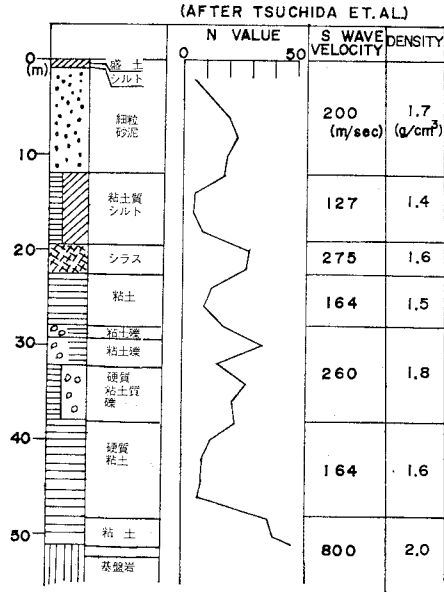 (AFTER TSUCHIDA ET. AL.)
N VALUE
0 50
S WAVE
VELOCITY
DENSITY
0
(m)
盛土
シルト
細粒
砂泥
200
(m/sec)
1.7
(g/cm³)
10
粘土質
シルト
127
1.4
20
シラス
275
1.6
粘土
164
1.5
粘土礫
30
粘土礫
260
1.8
硬質
粘土質
礫
40
硬質
粘土
164
1.6
50
粘土
800
2.0
基盤岩